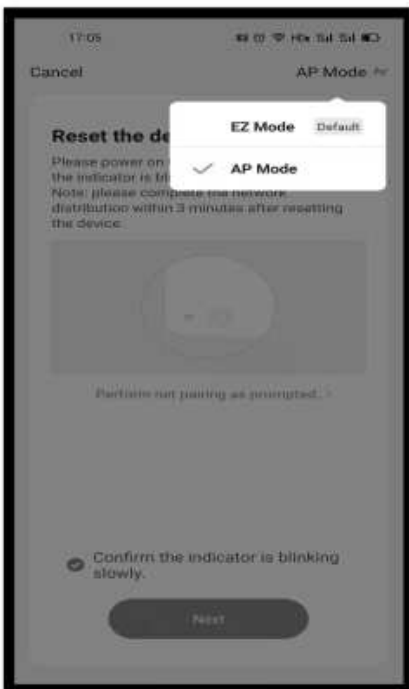 17:05
Cancel
AP Mode
EZ Mode Default
AP Mode
Reset the de
Please power on
the indicator is bl
Note: please complete the network
distribution within 3 minutes after resetting
the device.
Perform net pairing as prompted. >
Confirm the indicator is blinking
slowly.
Next